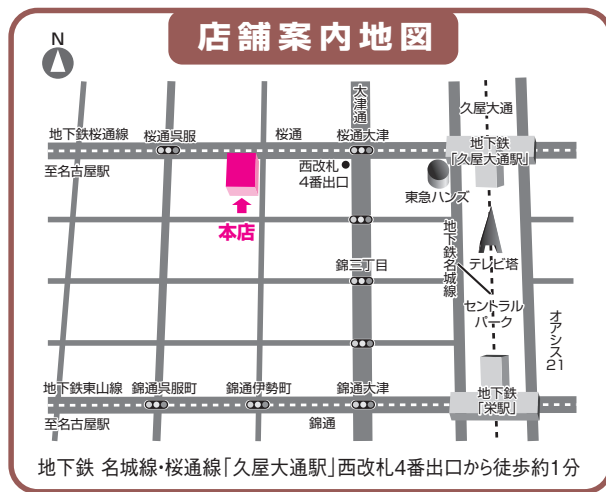 店舗案内地図
N
大津通
久屋大通
地下鉄桜通線
桜通呉服
桜通
桜通大津
地下鉄
「久屋大通駅」
至名古屋駅
西改札
4番出口
東急ハンズ
本店
地下鉄名城線
錦三丁目
テレビ塔
セントラル
パーク
オアシス21
地下鉄東山線
錦通呉服町
錦通伊勢町
錦通大津
地下鉄
「栄駅」
至名古屋駅
錦通
地下鉄 名城線・桜通線「久屋大通駅」西改札4番出口から徒歩約1分